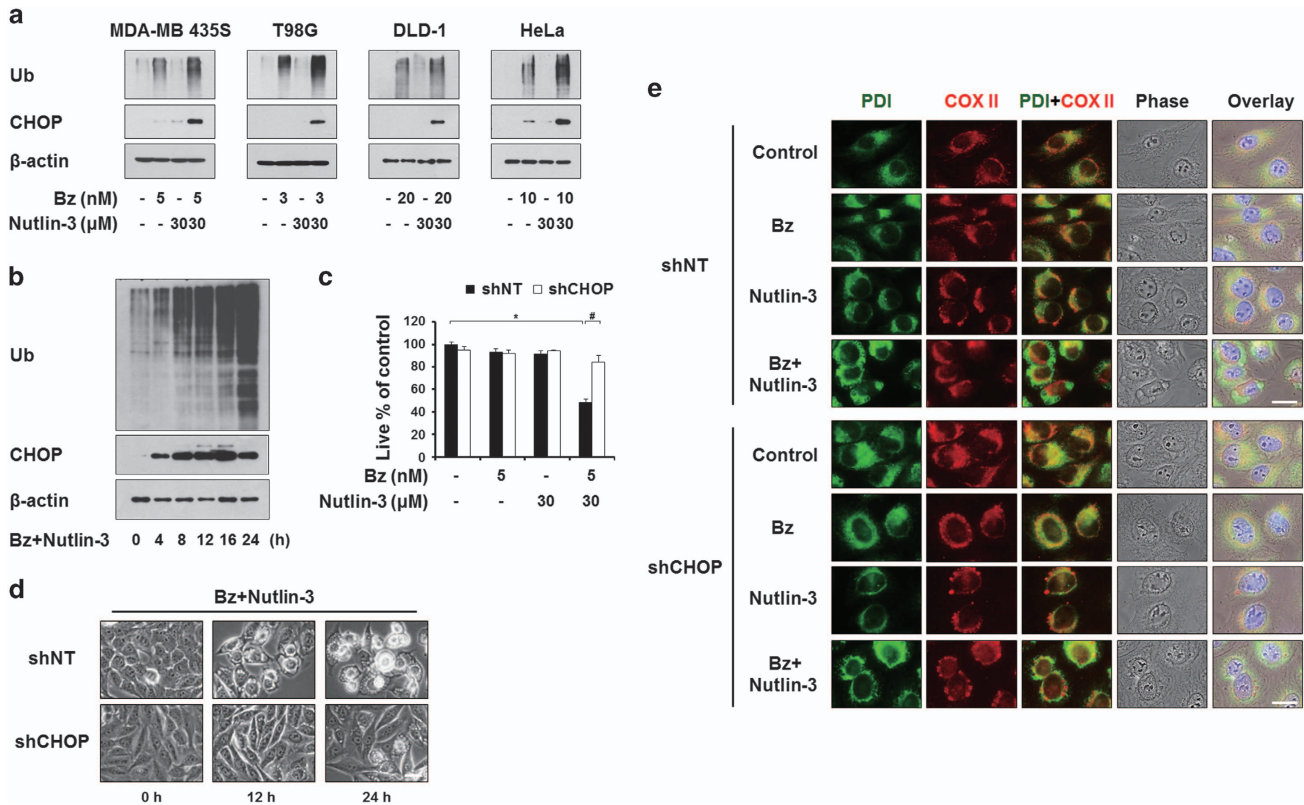 a
MDA-MB 435S T98G DLD-1 HeLa
Ub
CHOP
β-actin
Bz (nM) - 5 - 5 - 3 - 3 - 20 - 20 - 10 - 10
Nutlin-3 (μM) - - 30 30 - - 30 30 - - 30 30 - - 30 30
b
Ub
CHOP
β-actin
Bz+Nutlin-3 0 4 8 12 16 24 (h)
c
shNT shCHOP
* #
Live % of control
120
100
80
60
40
20
0
Bz (nM) - 5 - 5
Nutlin-3 (μM) - - 30 30
d
Bz+Nutlin-3
shNT
shCHOP
0 h 12 h 24 h
e
PDI COX II PDI+COX II Phase Overlay
shNT
Control
Bz
Nutlin-3
Bz+
Nutlin-3
shCHOP
Control
Bz
Nutlin-3
Bz+
Nutlin-3